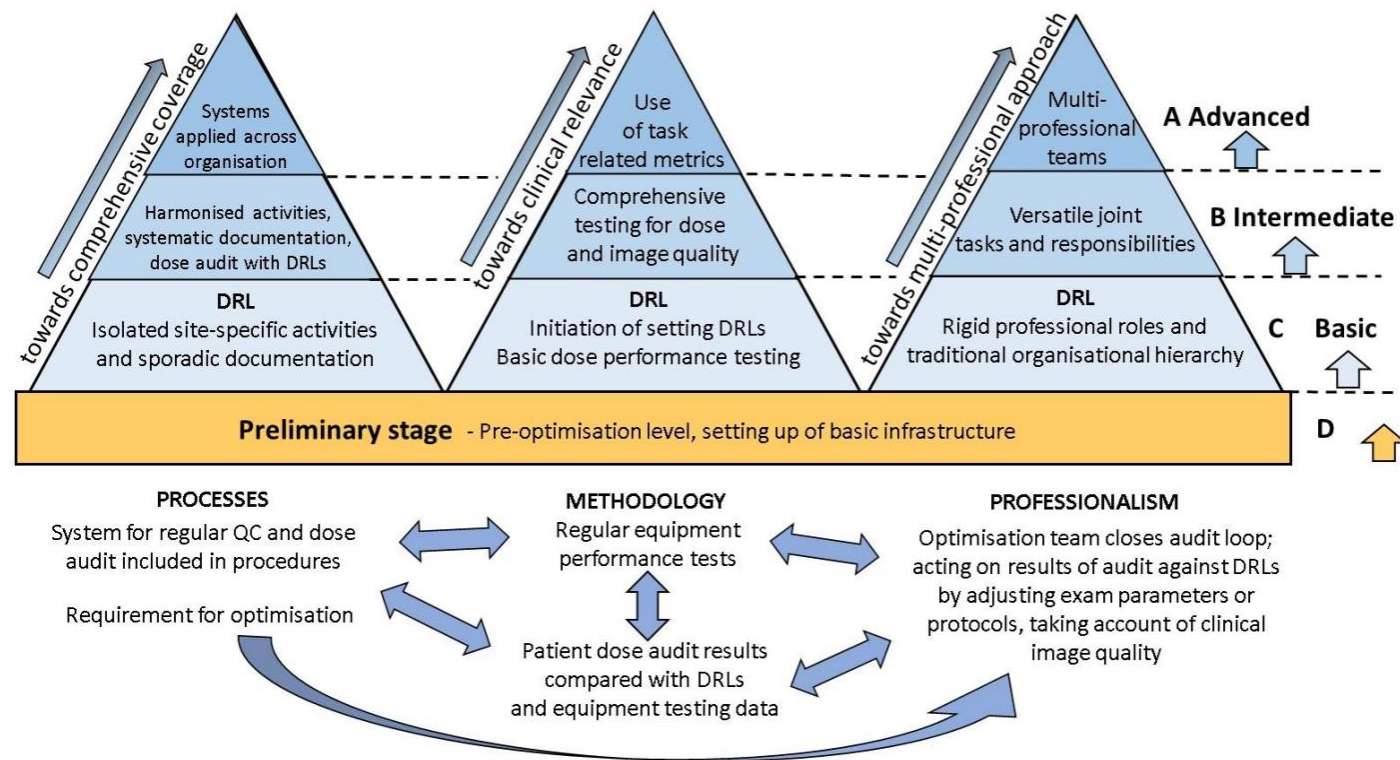 towards comprehensive coverage
Systems
applied across
organisation
Harmonised activities,
systematic documentation,
dose audit with DRLs
DRL
Isolated site-specific activities
and sporadic documentation
towards clinical relevance
Use
of task
related metrics
Comprehensive
testing for dose
and image quality
DRL
Initiation of setting DRLs
Basic dose performance testing
towards multi-professional approach
Multi-
professional
teams
Versatile joint
tasks and responsibilities
DRL
Rigid professional roles and
traditional organisational hierarchy
A Advanced
B Intermediate
C Basic
Preliminary stage - Pre-optimisation level, setting up of basic infrastructure
D
PROCESSES
System for regular QC and dose
audit included in procedures
Requirement for optimisation
METHODOLOGY
Regular equipment
performance tests
Patient dose audit results
compared with DRLs
and equipment testing data
PROFESSIONALISM
Optimisation team closes audit loop;
acting on results of audit against DRLs
by adjusting exam parameters or
protocols, taking account of clinical
image quality